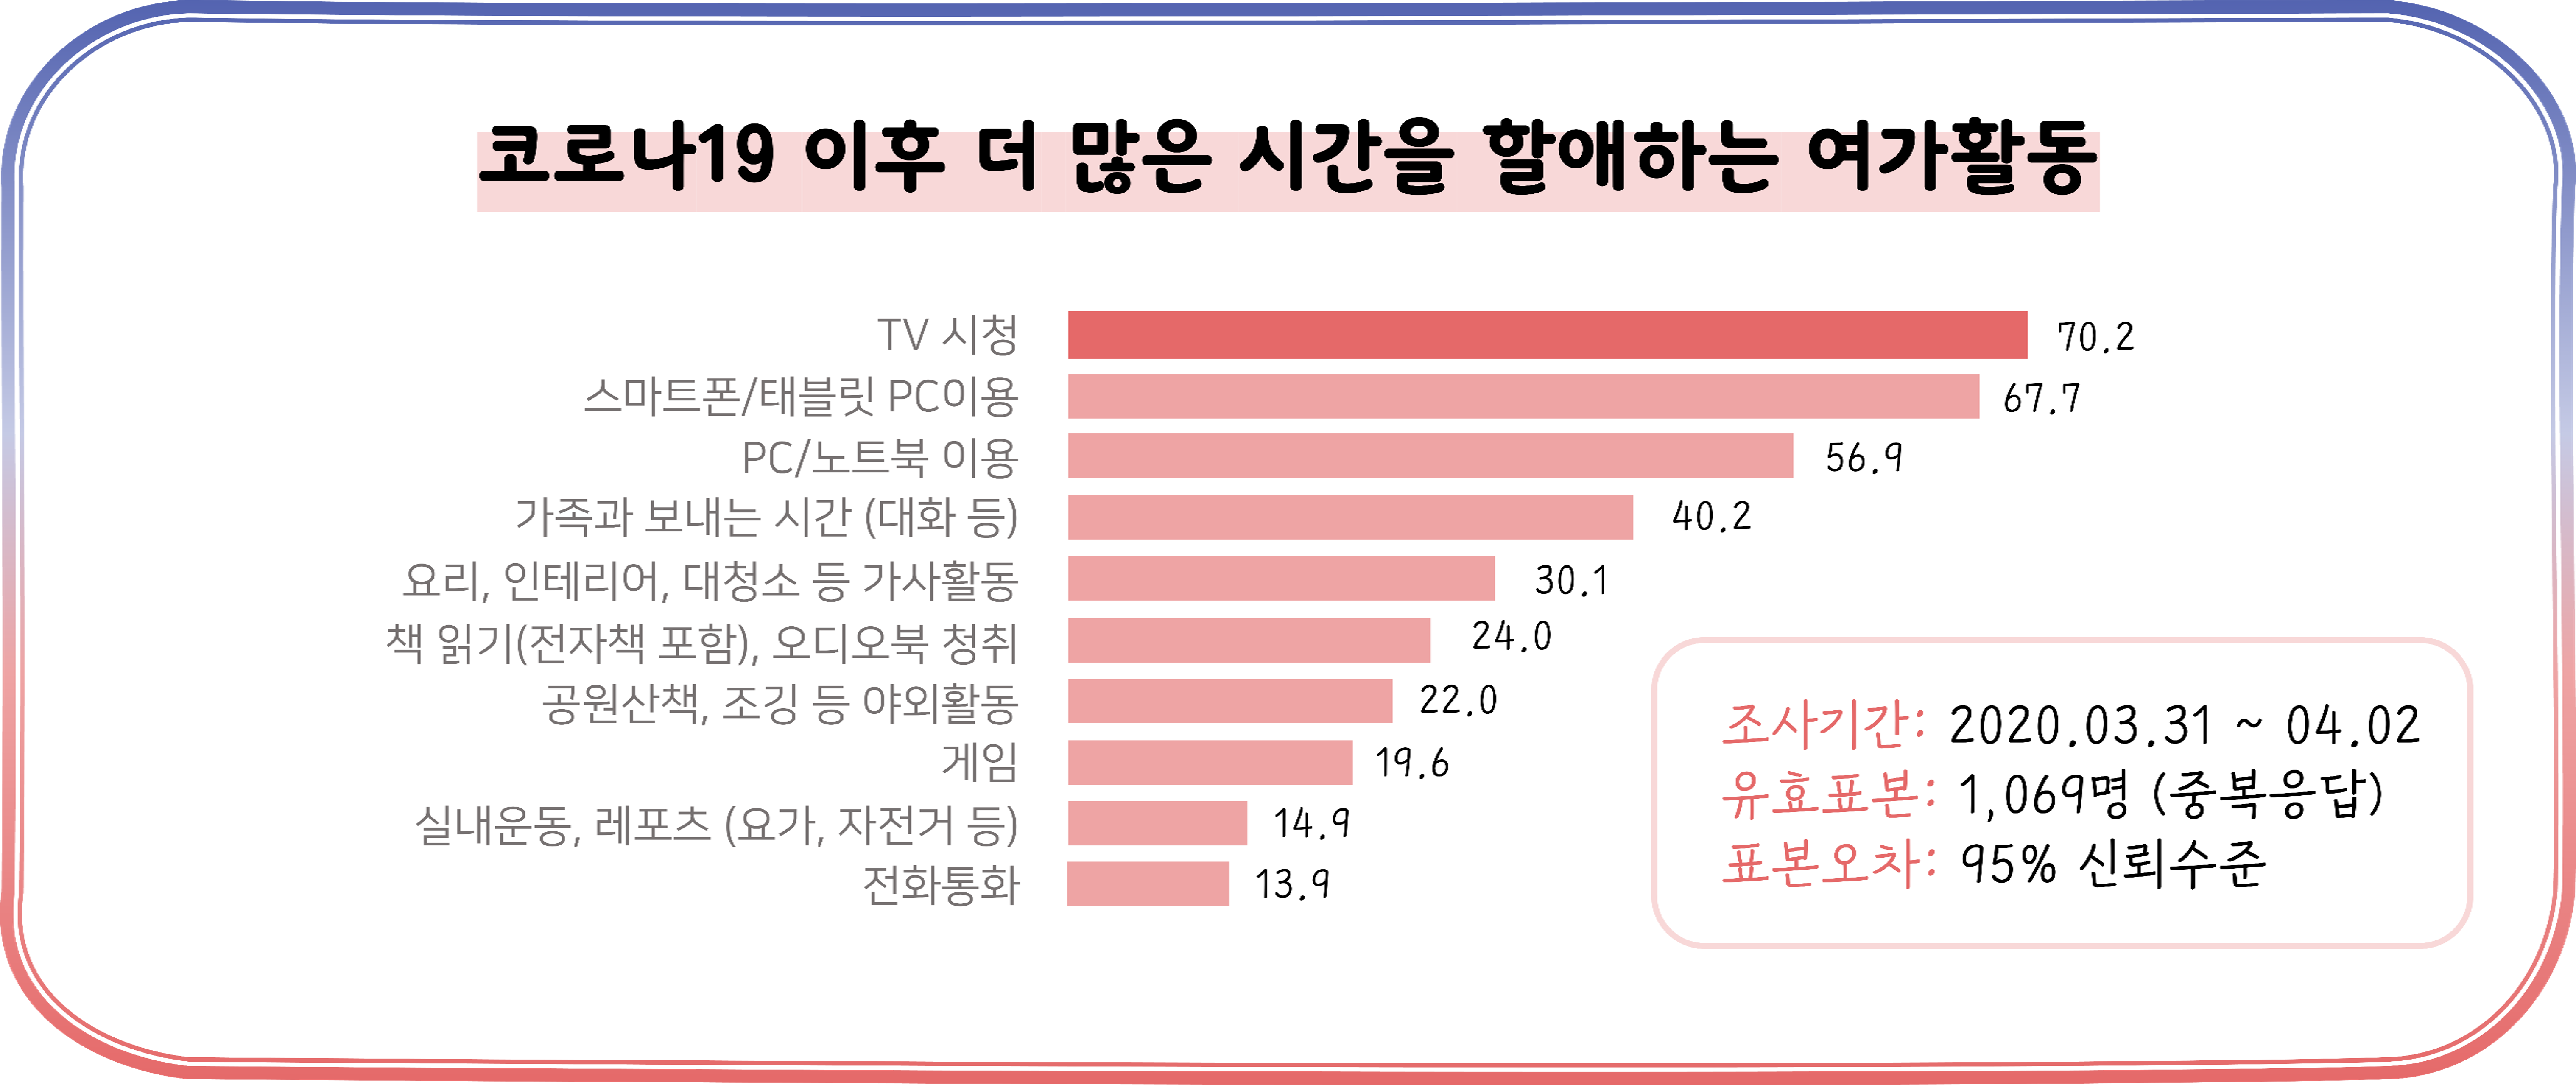 코로나19 이후 더 많은 시간을 할애하는 여가활동
TV 시청 70.2
스마트폰/태블릿 PC이용 67.7
PC/노트북 이용 56.9
가족과 보내는 시간 (대화 등) 40.2
요리, 인테리어, 대청소 등 가사활동 30.1
책 읽기(전자책 포함), 오디오북 청취 24.0
공원산책, 조깅 등 야외활동 22.0
게임 19.6
실내운동, 레포츠 (요가, 자전거 등) 14.9
전화통화 13.9
조사기간: 2020.03.31 ~ 04.02
유효표본: 1,069명 (중복응답)
표본오차: 95% 신뢰수준